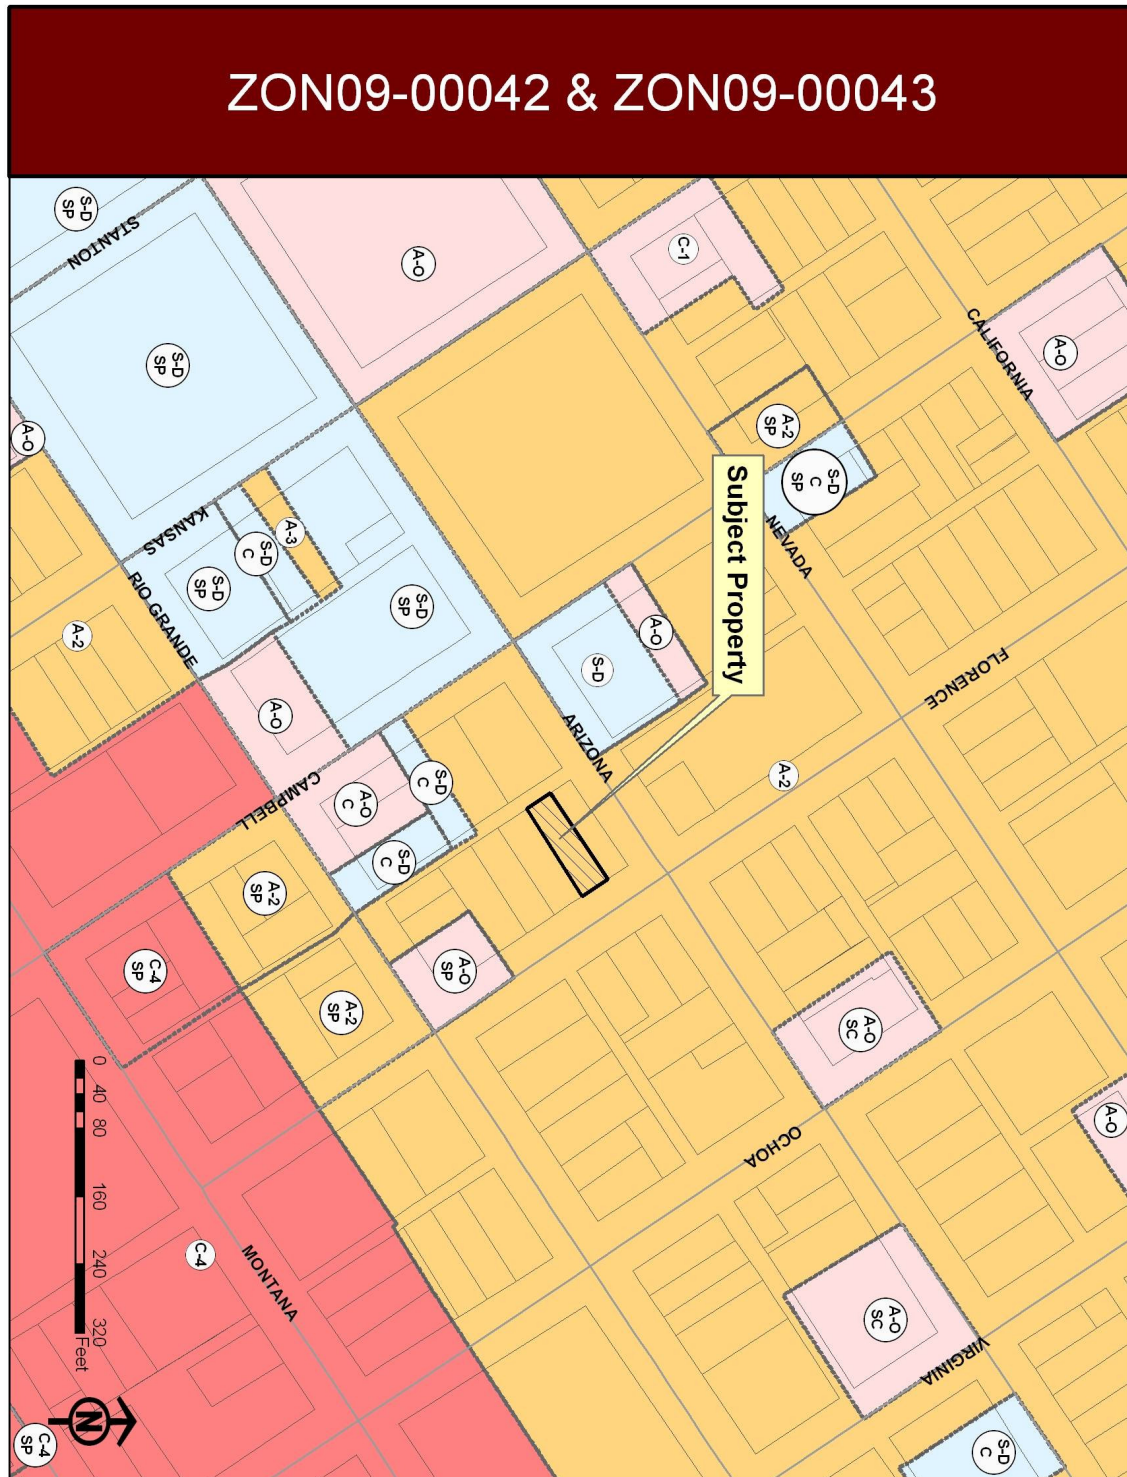 ZON09-00042 & ZON09-00043
S-D
SP
STANTON
A-O
C-1
CALIFORNIA
A-O
S-D
SP
A-O
A-2
SP
S-D
C
SP
Subject Property
NEVADA
KANSAS
A-3
S-D
C
S-D
SP
S-D
SP
RIO GRANDE
A-2
A-O
S-D
FLORENCE
A-O
ARIZONA
A-2
CAMPBELL
A-O
C
S-D
C
S-D
C
A-2
SP
C-4
SP
A-O
SP
A-2
SP
A-O
SC
A-O
OCHOA
0 40 80 160 240 320
Feet
C-4
MONTANA
A-O
SC
VIRGINIA
S-D
C
C-4
SP
N